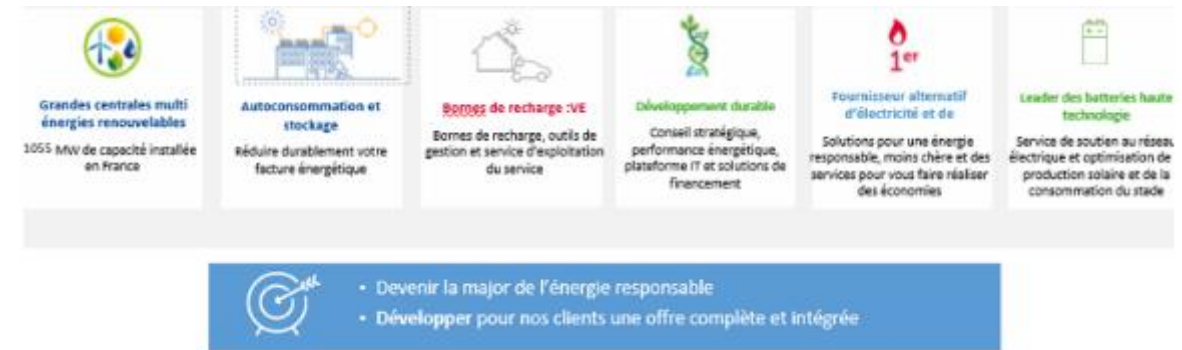 Grandes centrales multi
énergies renouvelables
1055 MW de capacité installée
en France
Autoconsommation et
stockage
Réduire durablement votre
facture énergétique
Bornes de recharge :VE
Bornes de recharge, outils de
gestion et service d'exploitation
du service
Développement durable
Conseil stratégique,
performance énergétique,
plateforme IT et solutions de
financement
1er
Fournisseur alternatif
d'électricité et de
Solutions pour une énergie
responsable, moins chère et des
services pour vous faire réaliser
des économies
Leader des batteries haute
technologie
Service de soutien au réseau
électrique et optimisation de
production solaire et de la
consommation du stade
• Devenir la major de l'énergie responsable
• Développer pour nos clients une offre complète et intégrée